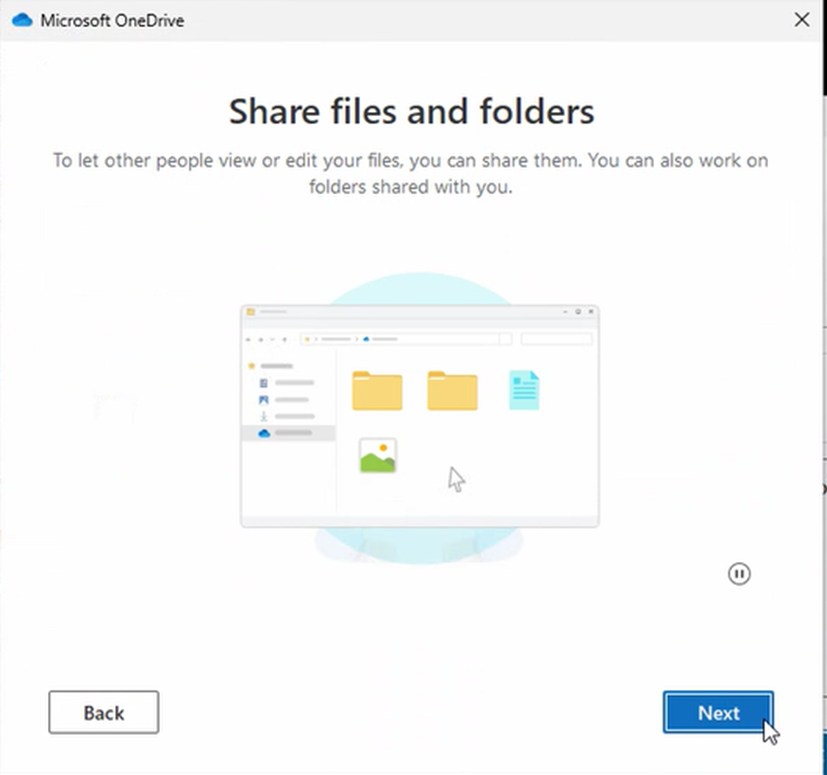 Microsoft OneDrive
Share files and folders
To let other people view or edit your files, you can share them. You can also work on
folders shared with you.
Back
Next